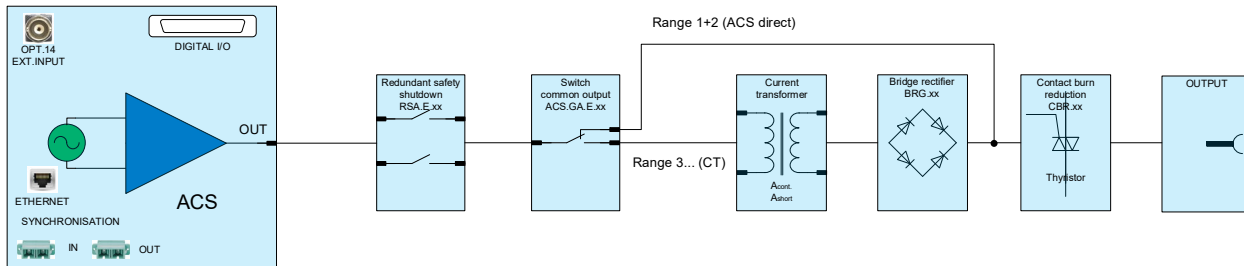 OPT.14
EXT.INPUT
DIGITAL I/O
OUT
ACS
ETHERNET
SYNCHRONISATION
IN
OUT
Redundant safety
shutdown
RSA.E.xx
Switch
common output
ACS.GA.E.xx
Range 1+2 (ACS direct)
Range 3... (CT)
Current
transformer
Acont.
Ashort
Bridge rectifier
BRG.xx
Contact burn
reduction
CBR.xx
Thyristor
OUTPUT